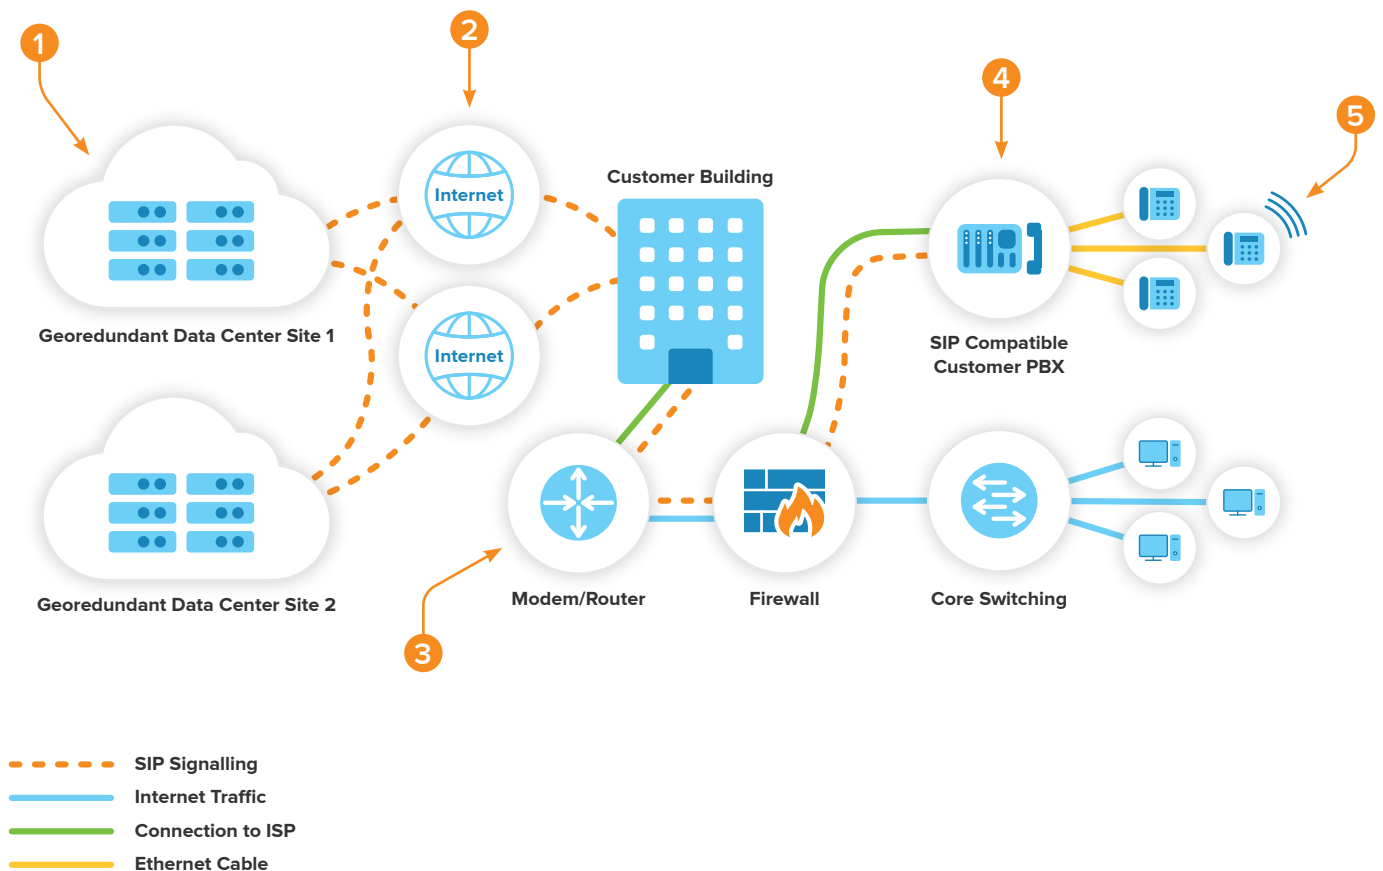 1
2
4
5
Customer Building
Internet
Georedundant Data Center Site 1
Internet
SIP Compatible
Customer PBX
Georedundant Data Center Site 2
Modem/Router
Firewall
Core Switching
3
SIP Signalling
Internet Traffic
Connection to ISP
Ethernet Cable